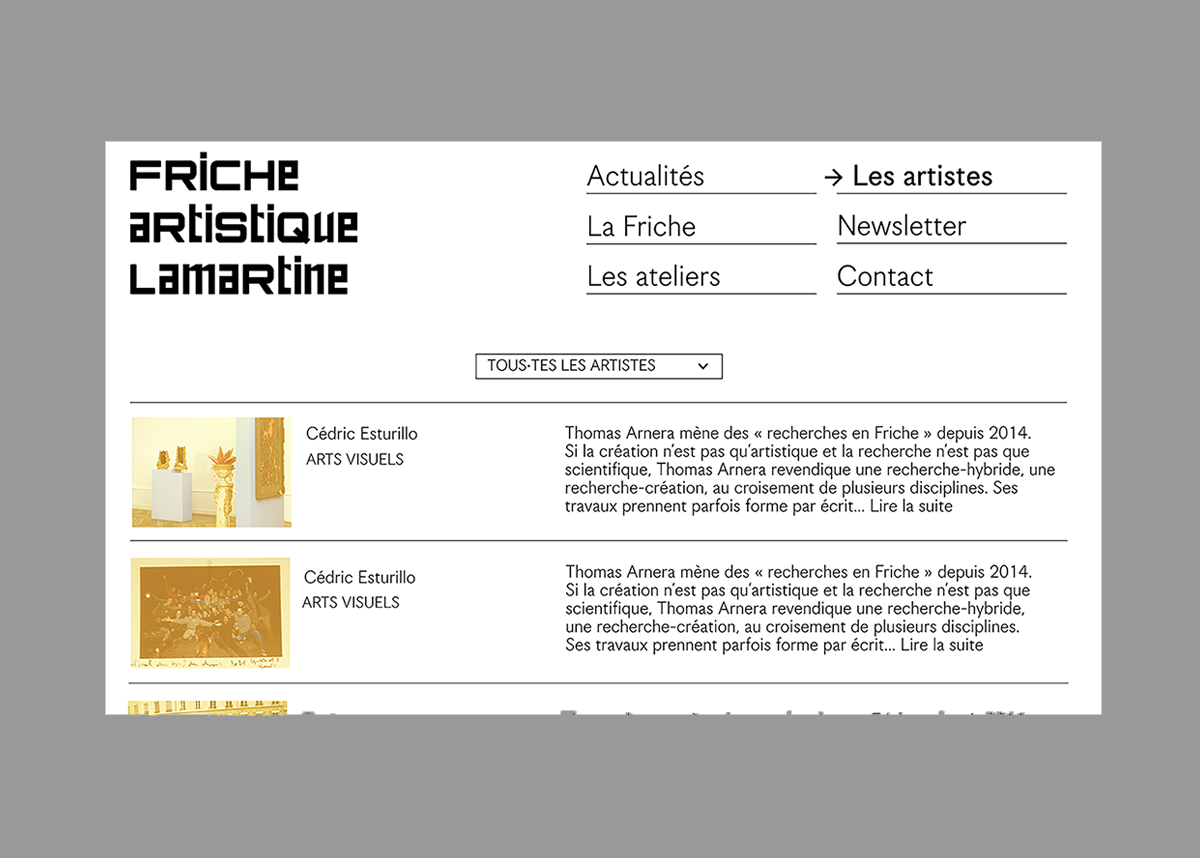 FRiCHe
aRtistiQue
LamaRtine
Actualités
→ Les artistes
La Friche
Newsletter
Les ateliers
Contact
TOUS·TES LES ARTISTES
Cédric Esturillo
ARTS VISUELS
Thomas Arnera mène des « recherches en Friche » depuis 2014.
Si la création n’est pas qu’artistique et la recherche n’est pas que
scientifique, Thomas Arnera revendique une recherche-hybride, une
recherche-création, au croisement de plusieurs disciplines. Ses
travaux prennent parfois forme par écrit... Lire la suite
Cédric Esturillo
ARTS VISUELS
Thomas Arnera mène des « recherches en Friche » depuis 2014.
Si la création n’est pas qu’artistique et la recherche n’est pas que
scientifique, Thomas Arnera revendique une recherche-hybride,
une recherche-création, au croisement de plusieurs disciplines.
Ses travaux prennent parfois forme par écrit... Lire la suite